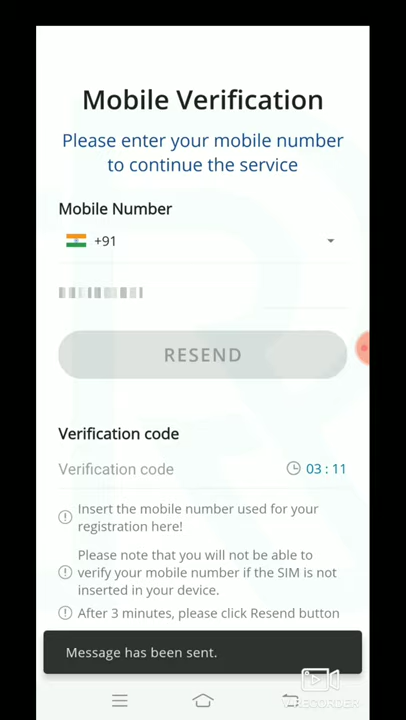 Mobile Verification
Please enter your mobile number
to continue the service
Mobile Number
+91
RESEND
Verification code
Verification code
03 : 11
Insert the mobile number used for your
registration here!
Please note that you will not be able to
verify your mobile number if the SIM is not
inserted in your device.
After 3 minutes, please click Resend button
Message has been sent.
VRECORDER